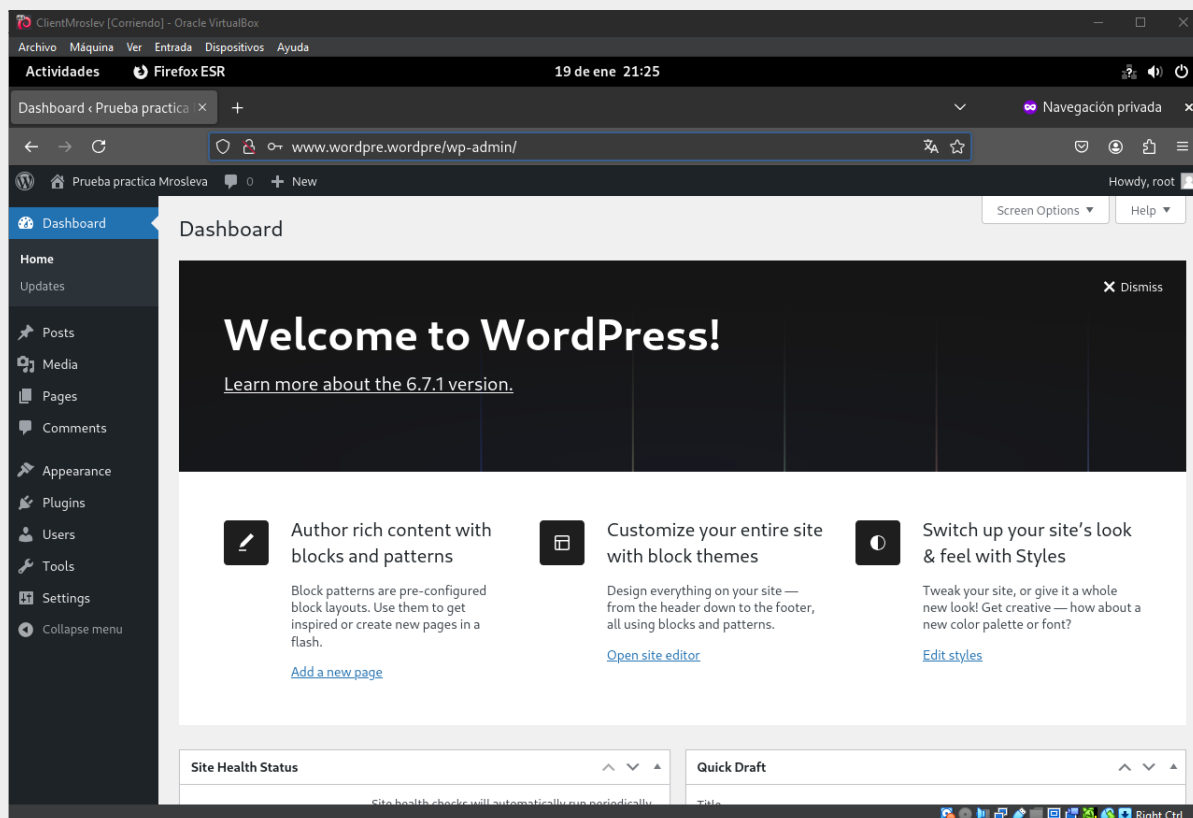 ClientMroslev [Corriendo] - Oracle VirtualBox
Archivo Máquina Ver Entrada Dispositivos Ayuda
Actividades Firefox ESR 19 de ene 21:25
Dashboard ‹ Prueba practica Navegación privada
www.wordpre.wordpre/wp-admin/
Prueba practica Mrosleva 0 New Howdy, root
Screen Options Help
Dashboard
Dashboard
Home
Updates
Posts
Media
Pages
Comments
Appearance
Plugins
Users
Tools
Settings
Collapse menu
Dismiss
Welcome to WordPress!
Learn more about the 6.7.1 version.
Author rich content with
blocks and patterns
Block patterns are pre-configured
block layouts. Use them to get
inspired or create new pages in a
flash.
Add a new page
Customize your entire site
with block themes
Design everything on your site —
from the header down to the footer,
all using blocks and patterns.
Open site editor
Switch up your site's look
& feel with Styles
Tweak your site, or give it a whole
new look! Get creative — how about a
new color palette or font?
Edit styles
Site Health Status
Site health checks will automatically run periodically
Quick Draft
Title
Right Ctrl